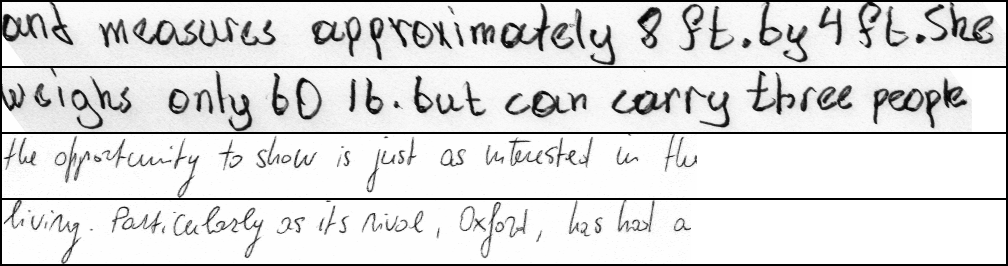 and measures approximately 8 ft. by 4 ft. She
weighs only 60 lb. but can carry three people
the opportunity to show is just as interested in the
living. Particularly as its rival, Oxford, has had a